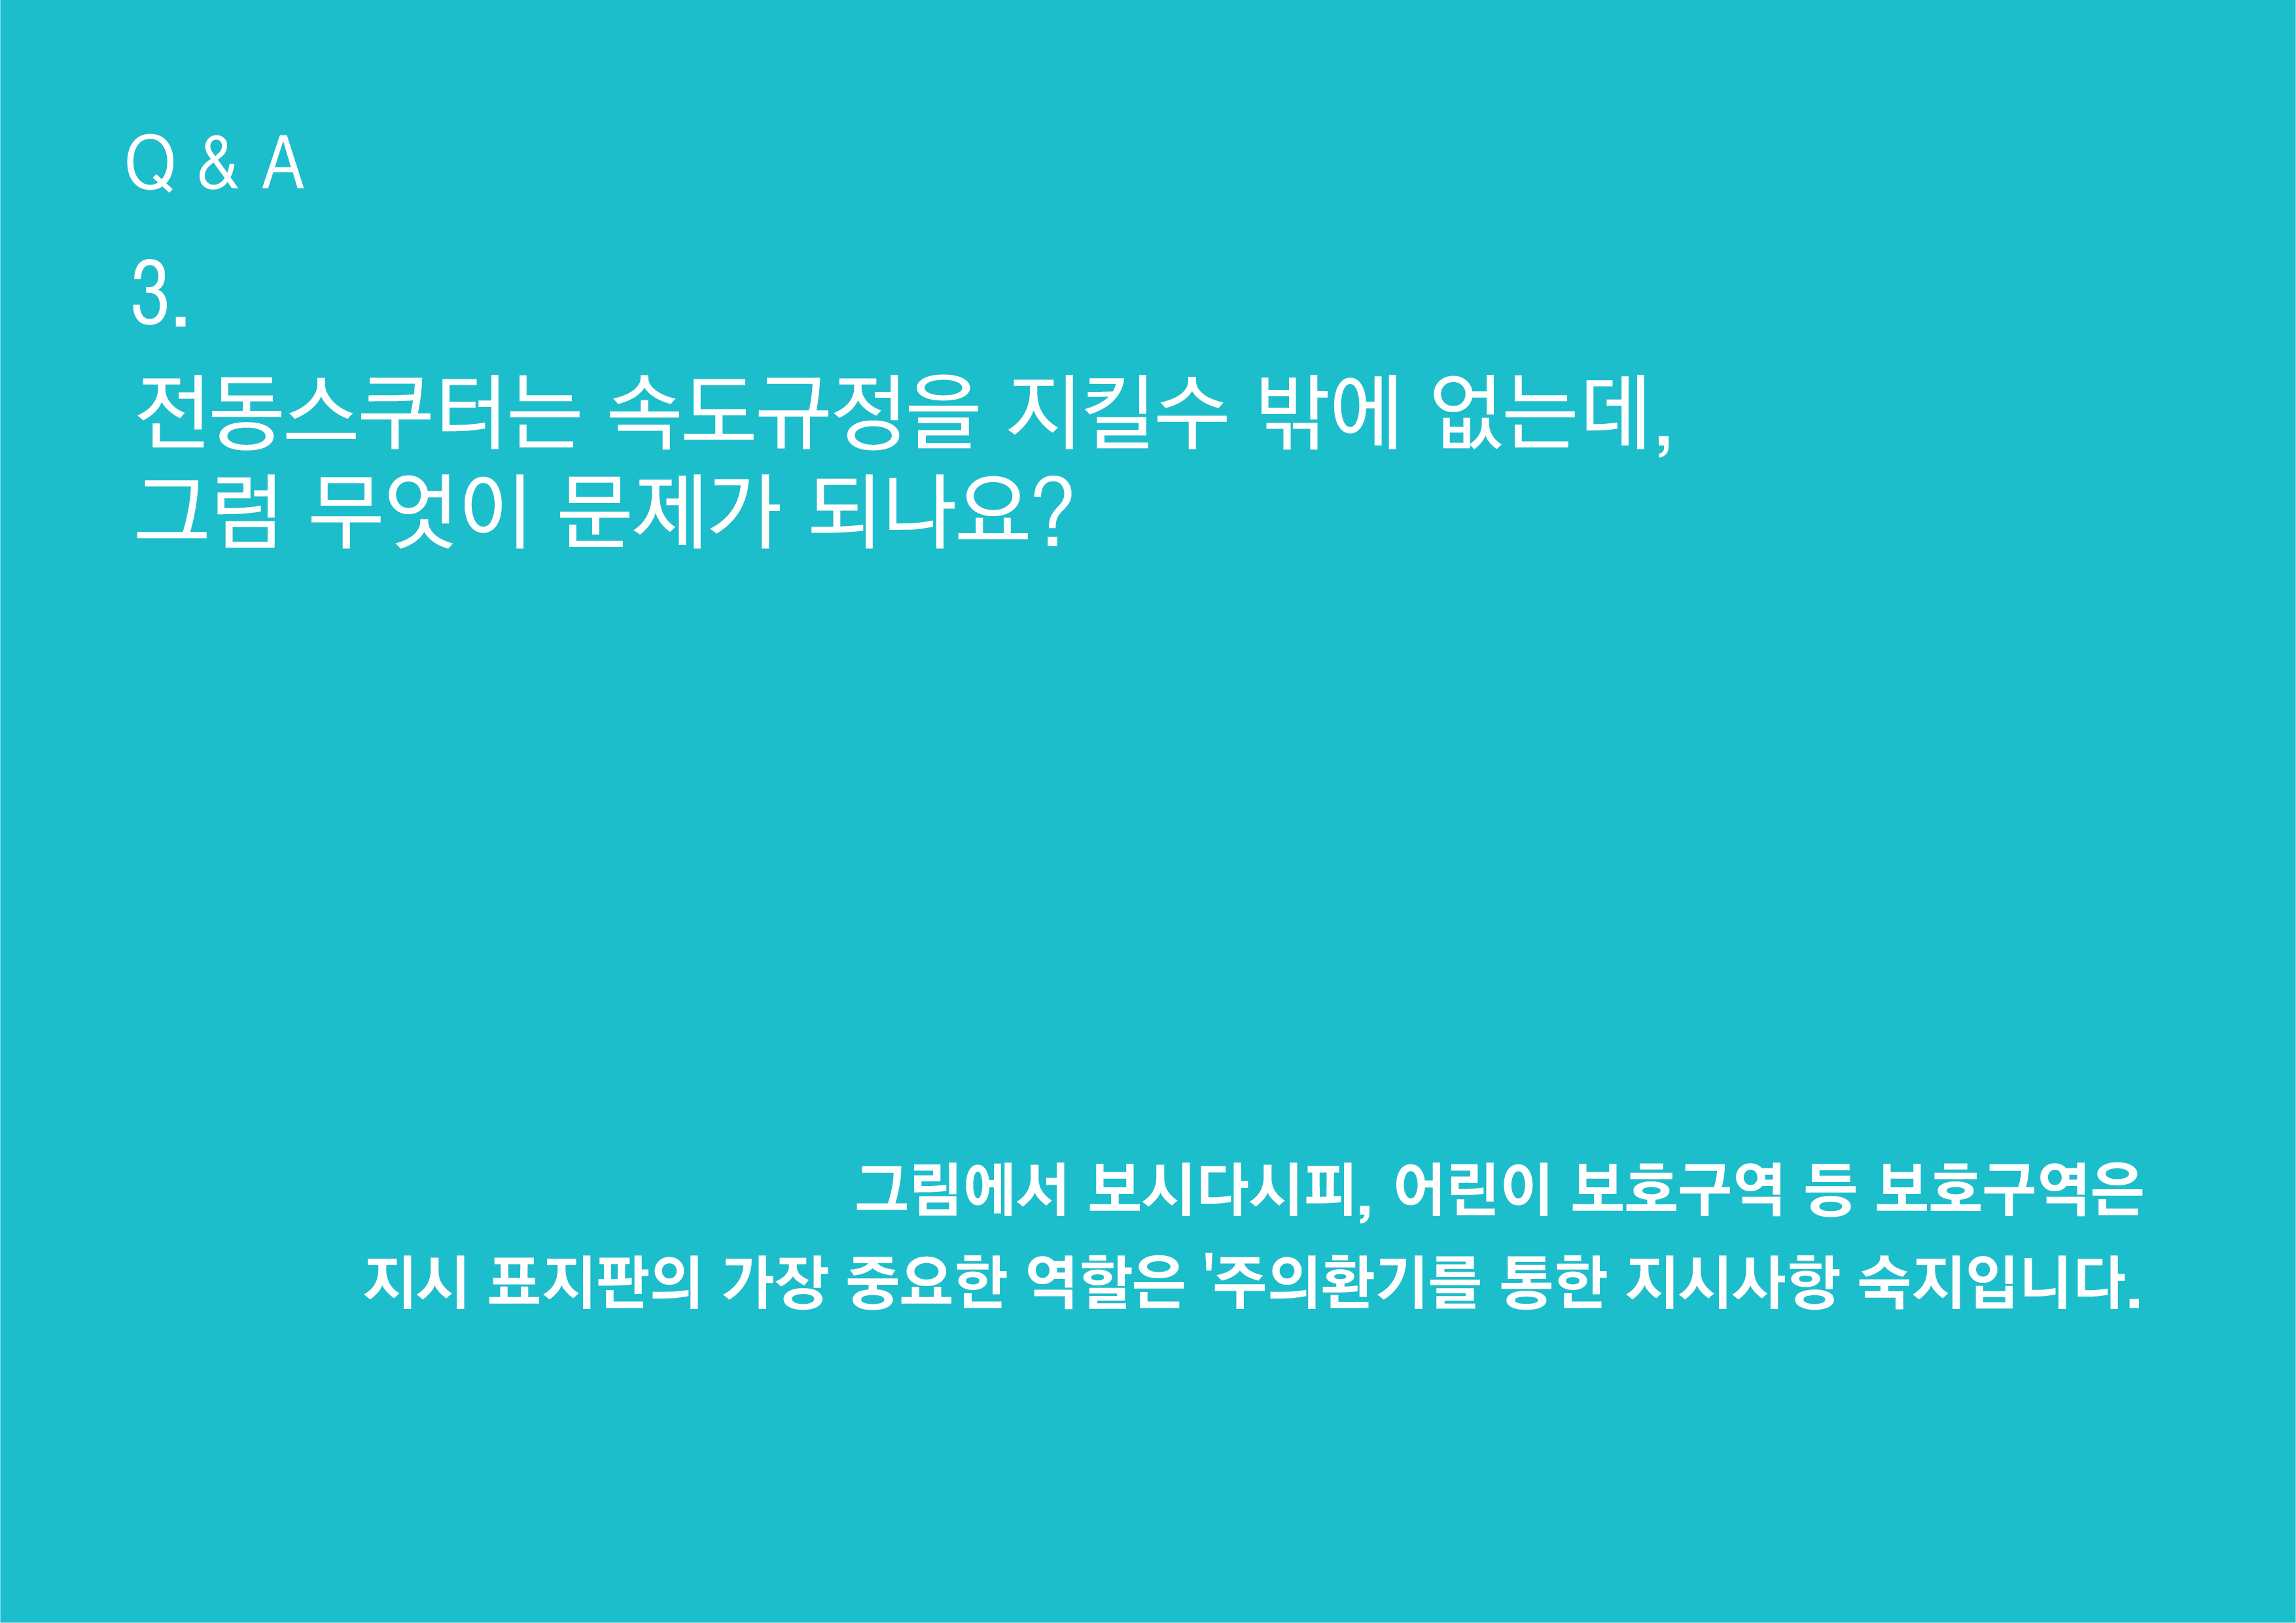 Q & A
3.
전동스쿠터는 속도규정을 지킬수 밖에 없는데,
그럼 무엇이 문제가 되나요?
그림에서 보시다시피, 어린이 보호구역 등 보호구역은
지시 표지판의 가장 중요한 역할은 '주의환기를 통한 지시사항 숙지입니다.